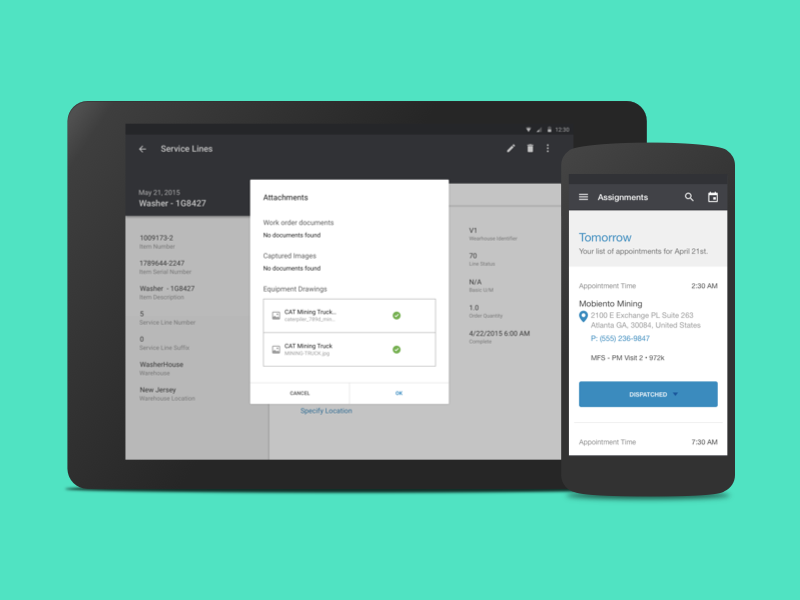 12:30
Service Lines
May 21, 2015
Washer - 1G8427
1009173-2
Item Number
1789644-2247
Item Serial Number
Washer - 1G8427
Item Description
5
Service Line Number
0
Service Line Suffix
WasherHouse
Warehouse
New Jersey
Warehouse Location
Attachments
Work order documents
No documents found
Captured Images
No documents found
Equipment Drawings
CAT Mining Truck..
CAT Mining Truck
MINING TRUCK.jpg
CANCEL
OK
Specify Location
V1
Warehouse Identifier
70
Line Status
N/A
Basic U/M
1.0
Order Quantity
4/22/2015 6:00 AM
Complete
Assignments
Tomorrow
Your list of appointments for April 21st.
Appointment Time 2:30 AM
Mobiento Mining
2100 E Exchange PL Suite 263
Atlanta GA, 30084, United States
P: (555) 236-9847
MFS - PM Visit 2 • 972k
DISPATCHED
Appointment Time 7:30 AM